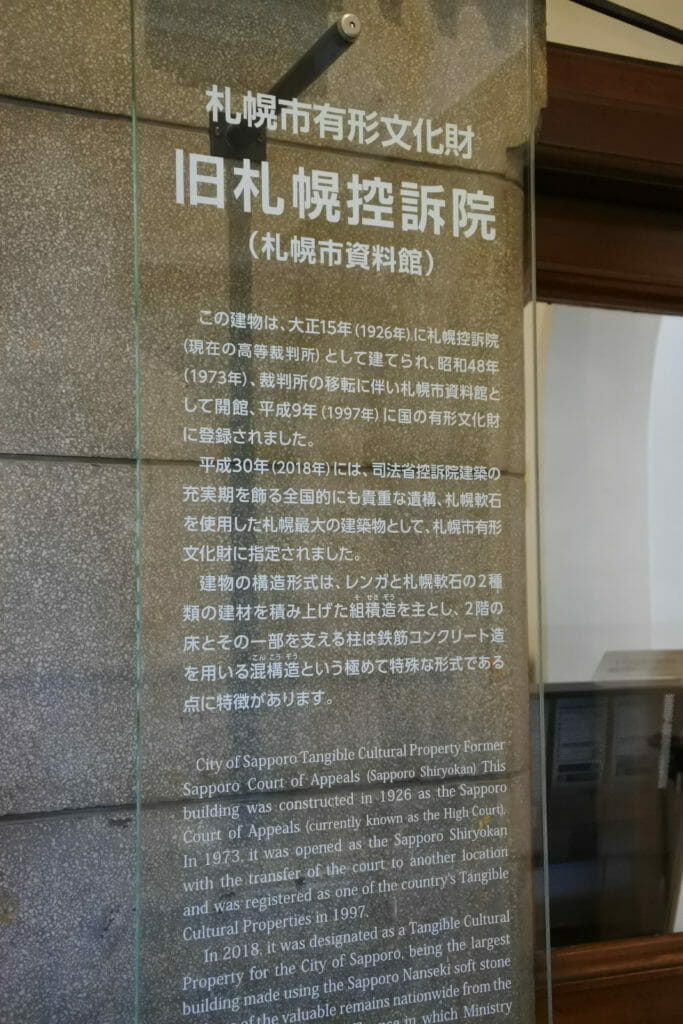 札幌市有形文化財
旧札幌控訴院
（札幌市資料館）
この建物は、大正15年（1926年）に札幌控訴院
（現在の高等裁判所）として建てられ、昭和48年
（1973年）、裁判所の移転に伴い札幌市資料館と
して開館、平成9年（1997年）に国の有形文化財
に登録されました。
平成30年（2018年）には、司法省控訴院建築の
充実期を飾る全国的にも貴重な遺構、札幌軟石
を使用した札幌最大の建築物として、札幌市有形
文化財に指定されました。
建物の構造形式は、レンガと札幌軟石の2種
類の建材を積み上げた組積造を主とし、2階の
床とその一部を支える柱は鉄筋コンクリート造
を用いる混構造という極めて特殊な形式である
点に特徴があります。
City of Sapporo Tangible Cultural Property Former
Sapporo Court of Appeals (Sapporo Shiryokan) This
building was constructed in 1926 as the Sapporo
Court of Appeals (currently known as the High Court).
In 1973, it was opened as the Sapporo Shiryokan
with the transfer of the court to another location
and was registered as one of the country's Tangible
Cultural Properties in 1997.
In 2018, it was designated as a Tangible Cultural
Property for the City of Sapporo, being the largest
building made using the Sapporo Nanseki soft stone
of the valuable remains nationwide from the
in which Ministry